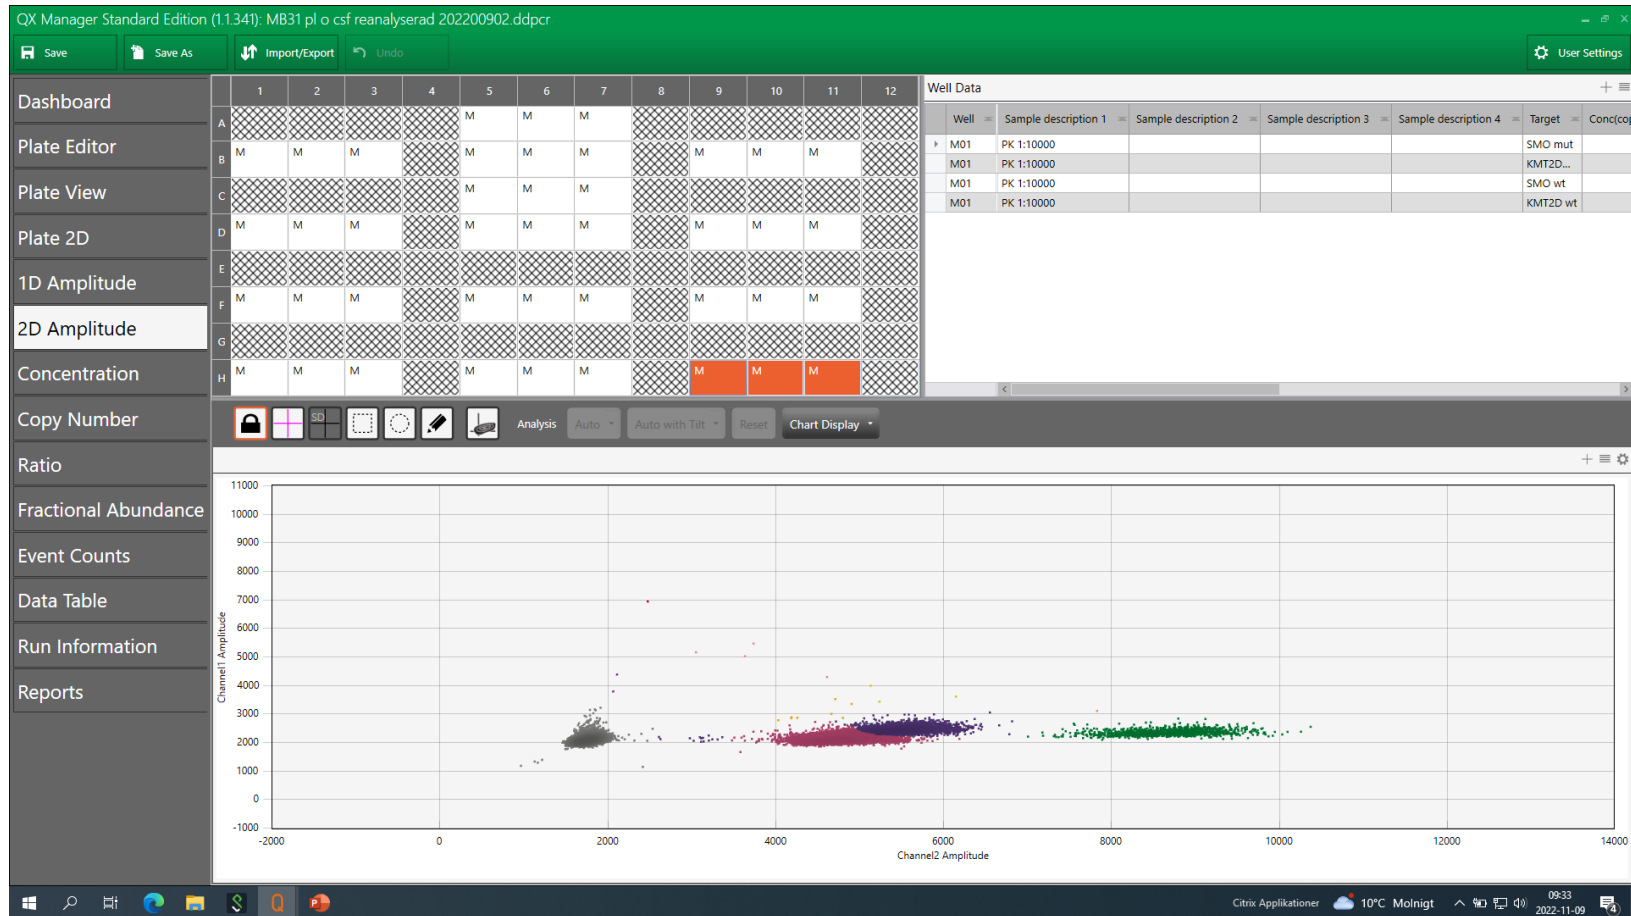 QX Manager Standard Edition (1.1.341): MB31 pl o csf reanalyserad 202200902.ddpcr
Save Save As Import/Export Undo User Settings
Dashboard
Plate Editor
Plate View
Plate 2D
1D Amplitude
2D Amplitude
Concentration
Copy Number
Ratio
Fractional Abundance
Event Counts
Data Table
Run Information
Reports
1 2 3 4 5 6 7 8 9 10 11 12
A M M M
B M M M M M M M M M
C M M M
D M M M M M M M M M
E
F M M M M M M M M M
G
H M M M M M M M M M
Well Data
Well Sample description 1 Sample description 2 Sample description 3 Sample description 4 Target Conc(cop
M01 PK 1:10000 SMO mut
M01 PK 1:10000 KMT2D...
M01 PK 1:10000 SMO wt
M01 PK 1:10000 KMT2D wt
SD Analysis Auto Auto with Tilt Reset Chart Display
Channel1 Amplitude
11000
10000
9000
8000
7000
6000
5000
4000
3000
2000
1000
0
-1000
-2000 0 2000 4000 6000 8000 10000 12000 14000
Channel2 Amplitude
Citrix Applikationer 10°C Molnigt 09:33
2022-11-09 4